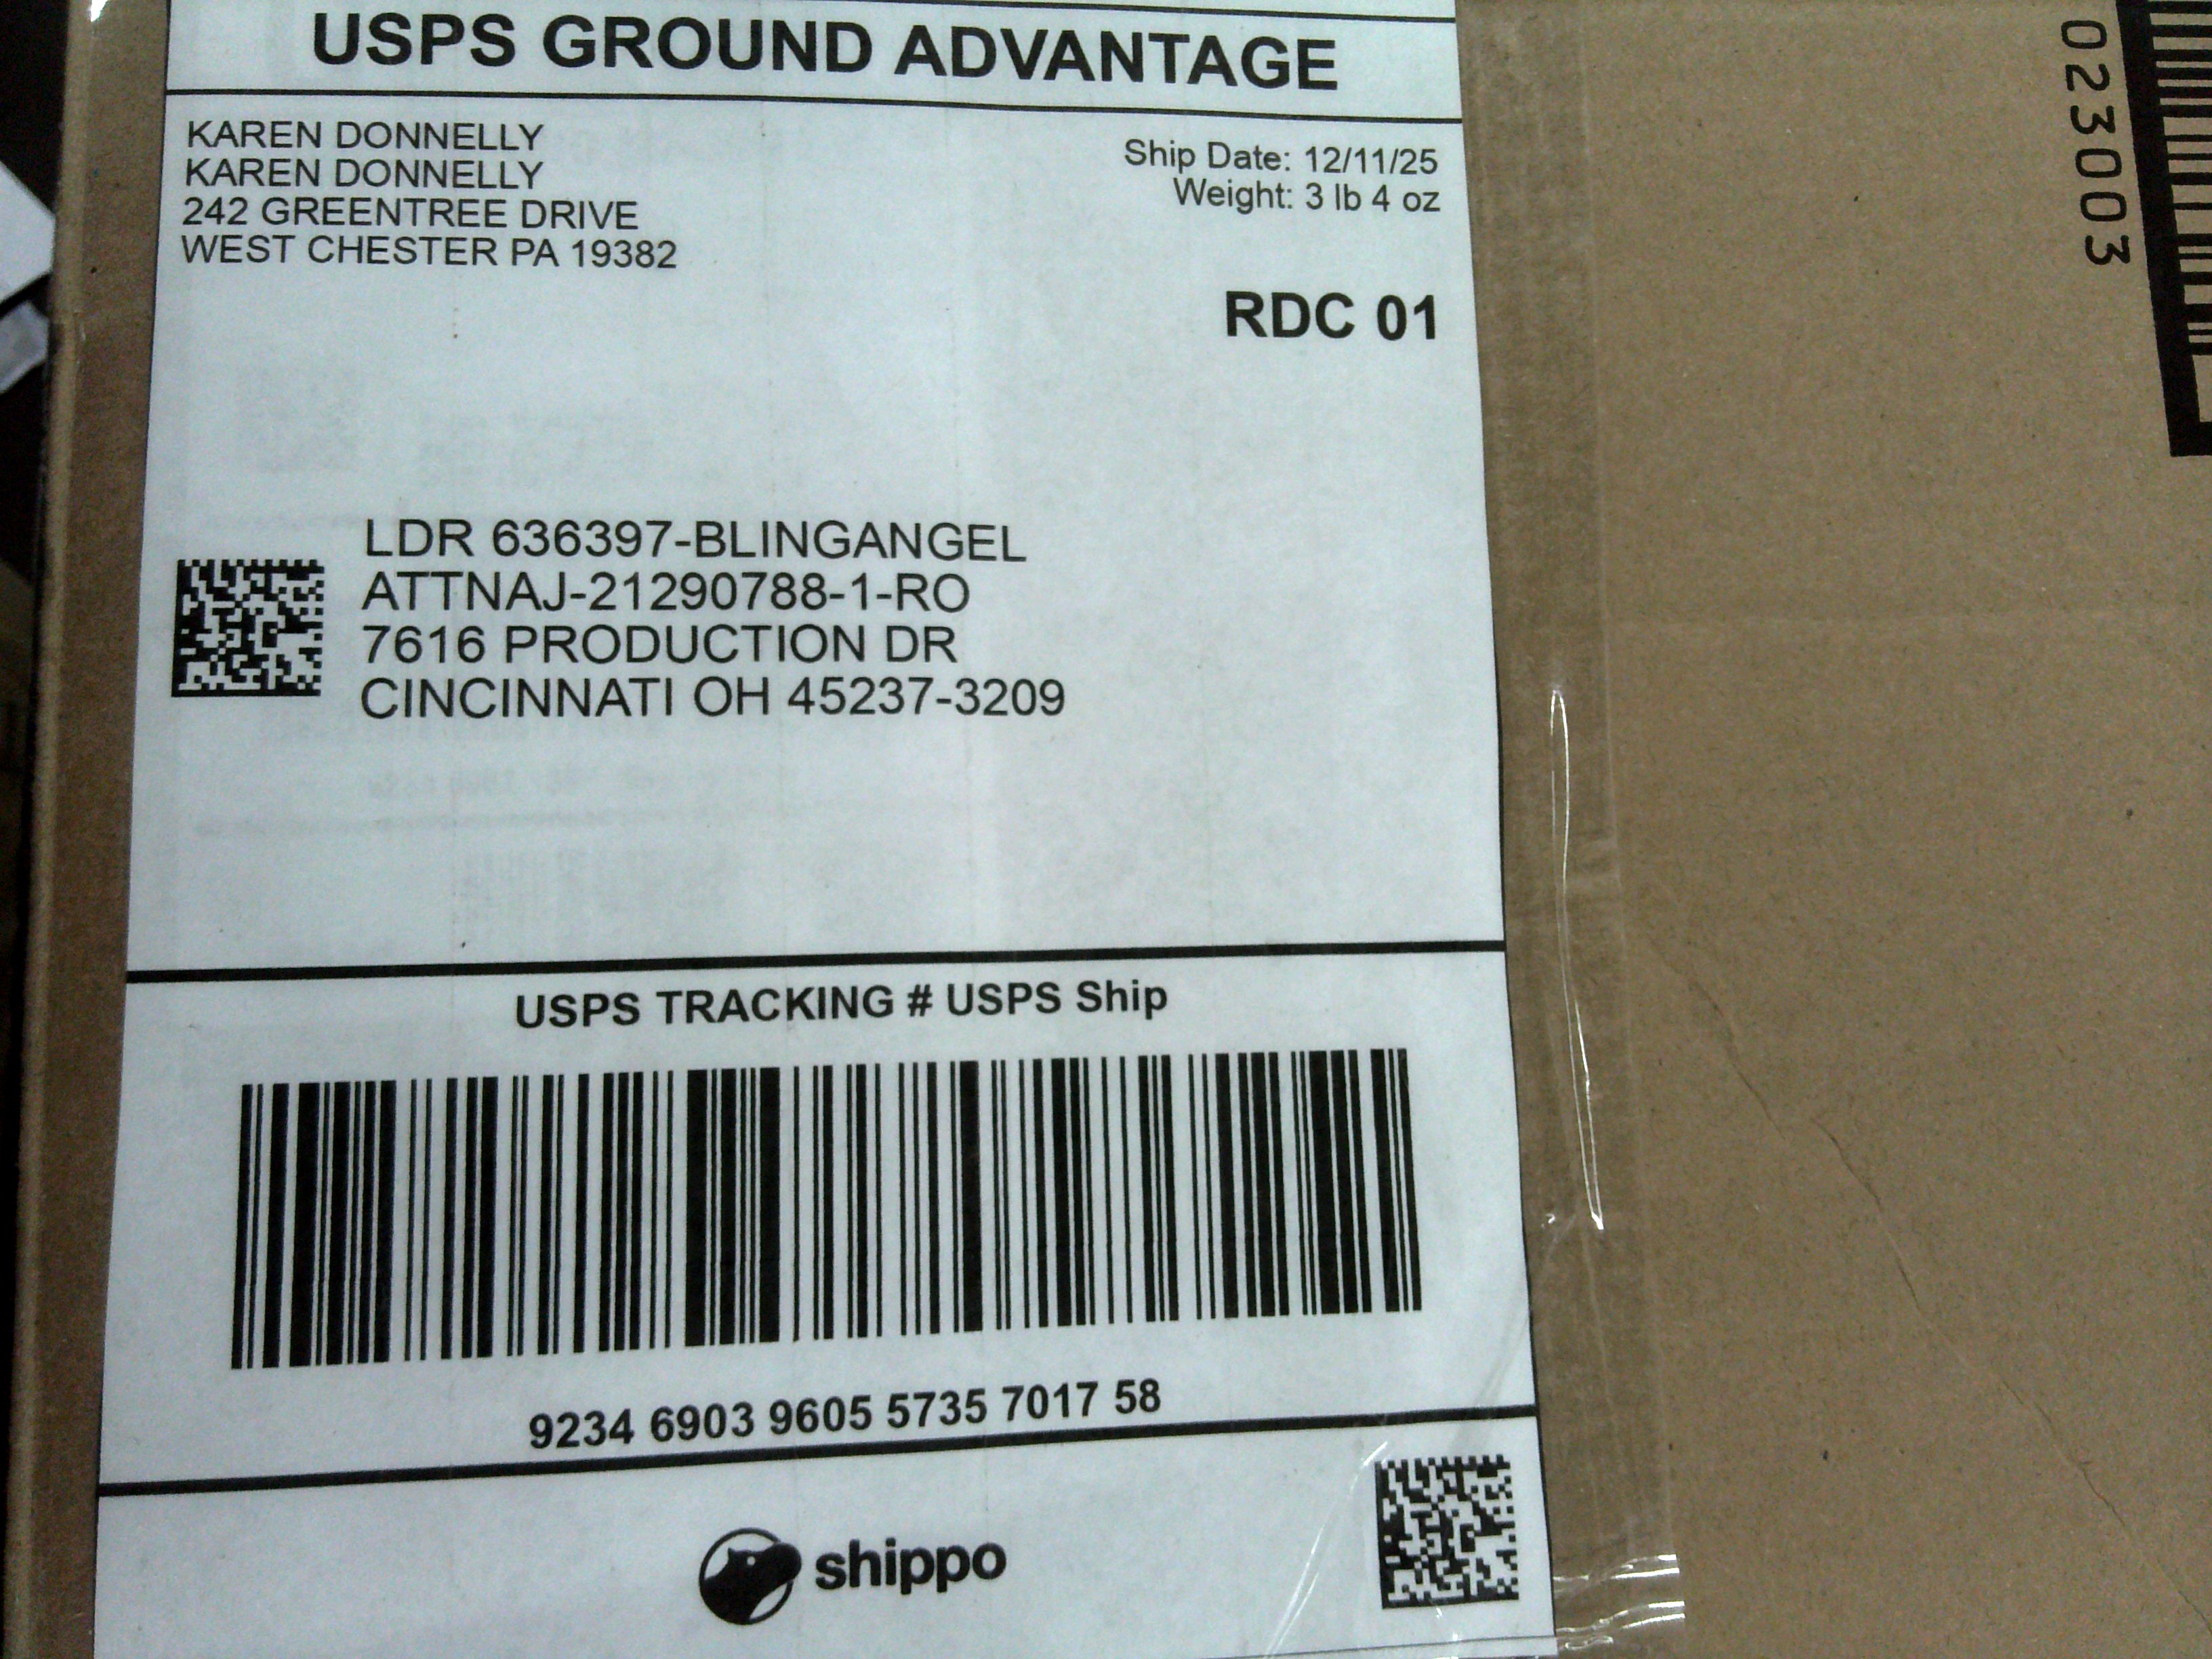 USPS GROUND ADVANTAGE
KAREN DONNELLY
KAREN DONNELLY
242 GREENTREE DRIVE
WEST CHESTER PA 19382
Ship Date: 12/11/25
Weight: 3 lb 4 oz
RDC 01
LDR 636397-BLINGANGEL
ATTNAJ-21290788-1-RO
7616 PRODUCTION DR
CINCINNATI OH 45237-3209
USPS TRACKING # USPS Ship
9234 6903 9605 5735 7017 58
shippo
023003